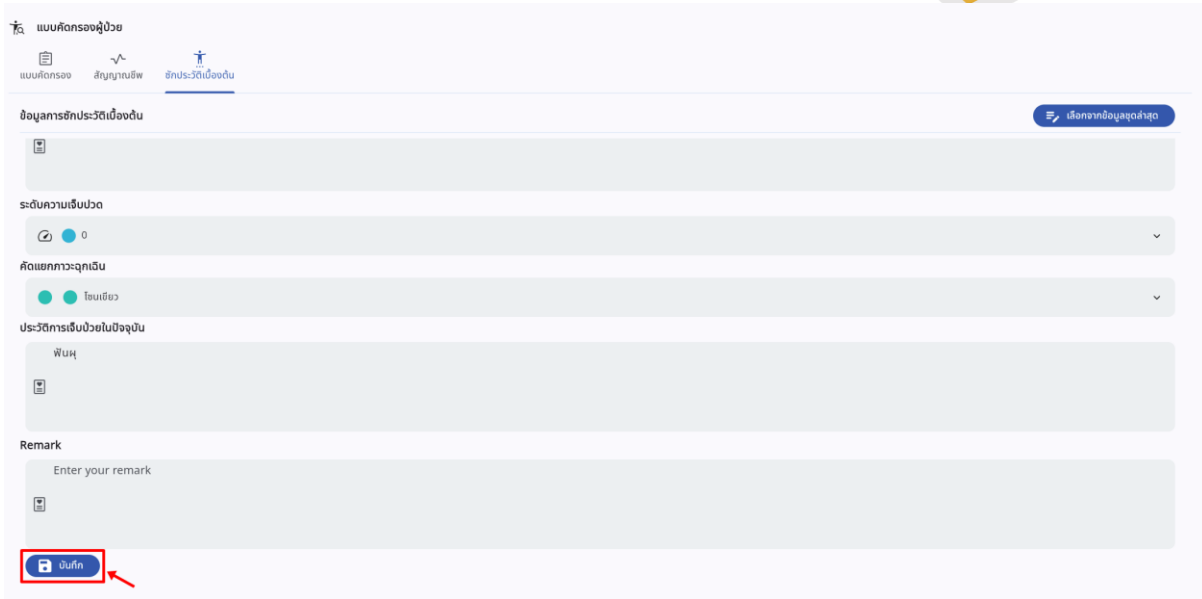 แบบคัดกรองผู้ป่วย
แบบคัดกรอง สัญญาณชีพ ซักประวัติเบื้องต้น
ข้อมูลการซักประวัติเบื้องต้น เลือกจากข้อมูลชุดล่าสุด
ระดับความเจ็บปวด
0
คัดแยกภาวะฉุกเฉิน
โซนเขียว
ประวัติการเจ็บป่วยในปัจจุบัน
ฟันผุ
Remark
Enter your remark
บันทึก